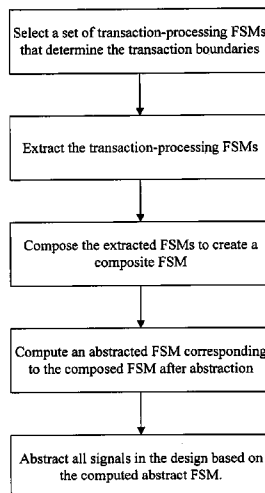 Select a set of transaction-processing FSMs
that determine the transaction boundaries
Extract the transaction-processing FSMs
Compose the extracted FSMs to create a
composite FSM
Compute an abstracted FSM corresponding
to the composed FSM after abstraction
Abstract all signals in the design based on
the computed abstract FSM.